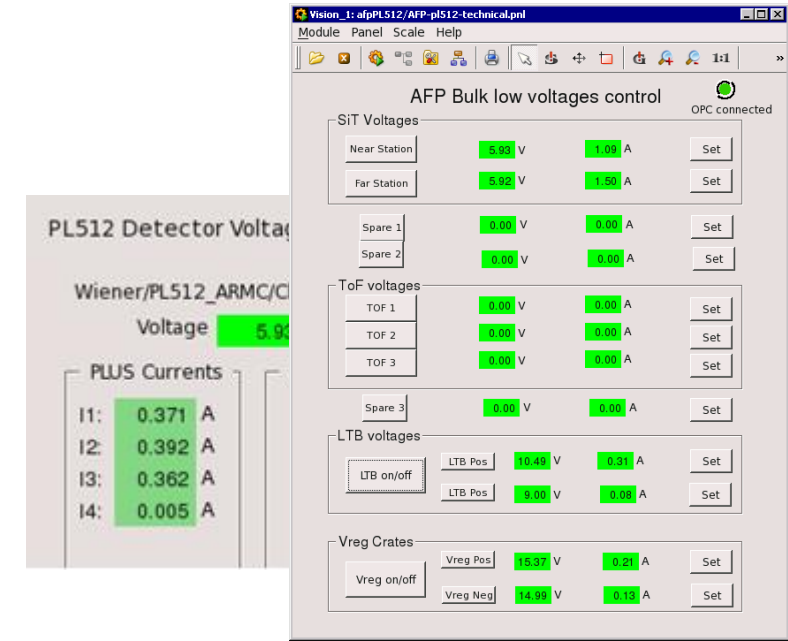 Vision_1: afpPL512/AFP-pl512-technical.pnl
Module Panel Scale Help
1:1 »
AFP Bulk low voltages control
OPC connected
SiT Voltages
Near Station 5.93 V 1.09 A Set
Far Station 5.92 V 1.50 A Set
Spare 1 0.00 V 0.00 A Set
Spare 2 0.00 V 0.00 A Set
ToF voltages
TOF 1 0.00 V 0.00 A Set
TOF 2 0.00 V 0.00 A Set
TOF 3 0.00 V 0.00 A Set
Spare 3 0.00 V 0.00 A Set
LTB voltages
LTB on/off
LTB Pos 10.49 V 0.31 A Set
LTB Pos 9.00 V 0.08 A Set
Vreg Crates
Vreg on/off
Vreg Pos 15.37 V 0.21 A Set
Vreg Neg 14.99 V 0.13 A Set
PL512 Detector Voltag
Wiener/PL512_ARMC/C
Voltage 5.93
PLUS Currents
I1: 0.371 A
I2: 0.392 A
I3: 0.362 A
I4: 0.005 A